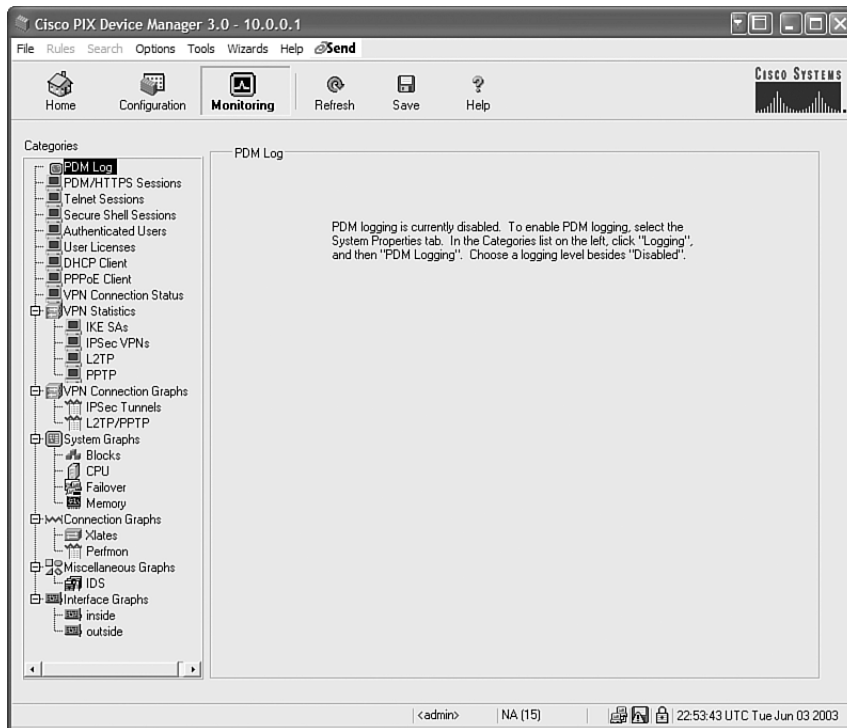 Cisco PIX Device Manager 3.0 - 10.0.0.1
File Rules Search Options Tools Wizards Help Send
Home Configuration Monitoring Refresh Save Help
CISCO SYSTEMS
Categories
PDM Log
PDM/HTTPS Sessions
Telnet Sessions
Secure Shell Sessions
Authenticated Users
User Licenses
DHCP Client
PPPoE Client
VPN Connection Status
VPN Statistics
IKE SAs
IPSec VPNs
L2TP
PPTP
VPN Connection Graphs
IPSec Tunnels
L2TP/PPTP
System Graphs
Blocks
CPU
Failover
Memory
Connection Graphs
Xlates
Perfmon
Miscellaneous Graphs
IDS
Interface Graphs
inside
outside
PDM Log
PDM logging is currently disabled. To enable PDM logging, select the
System Properties tab. In the Categories list on the left, click "Logging",
and then "PDM Logging". Choose a logging level besides "Disabled".
<admin> NA (15) 22:53:43 UTC Tue Jun 03 2003